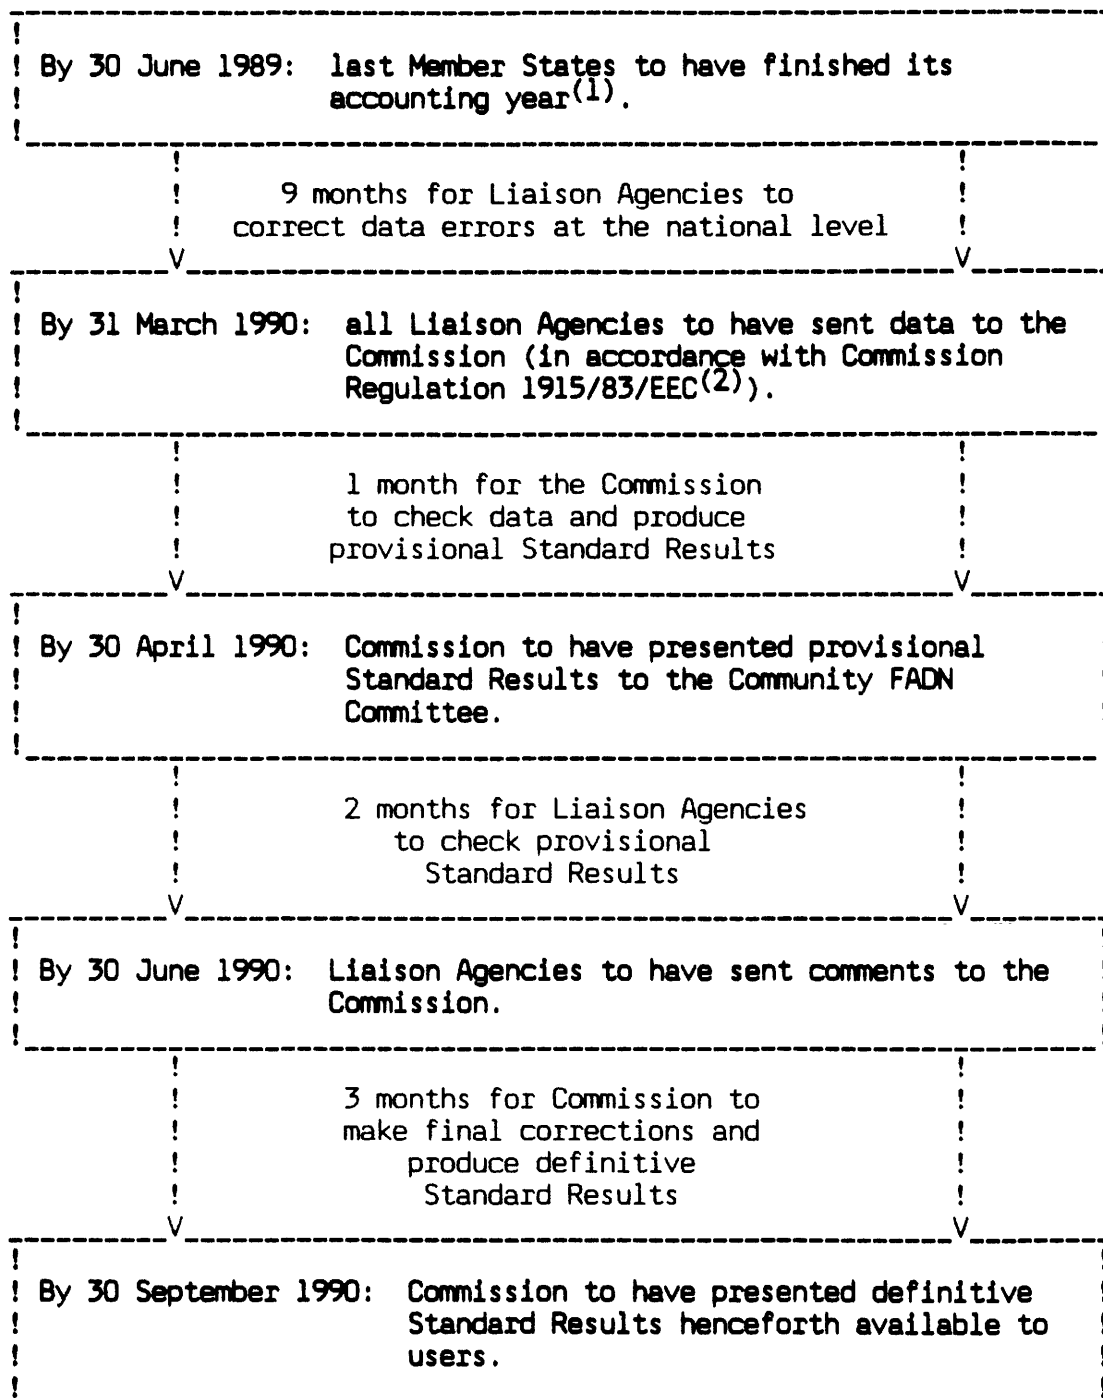 By 30 June 1989: last Member States to have finished its
accounting year(1).
9 months for Liaison Agencies to
correct data errors at the national level
By 31 March 1990: all Liaison Agencies to have sent data to the
Commission (in accordance with Commission
Regulation 1915/83/EEC(2)).
1 month for the Commission
to check data and produce
provisional Standard Results
By 30 April 1990: Commission to have presented provisional
Standard Results to the Community FADN
Committee.
2 months for Liaison Agencies
to check provisional
Standard Results
By 30 June 1990: Liaison Agencies to have sent comments to the
Commission.
3 months for Commission to
make final corrections and
produce definitive
Standard Results
By 30 September 1990: Commission to have presented definitive
Standard Results henceforth available to
users.